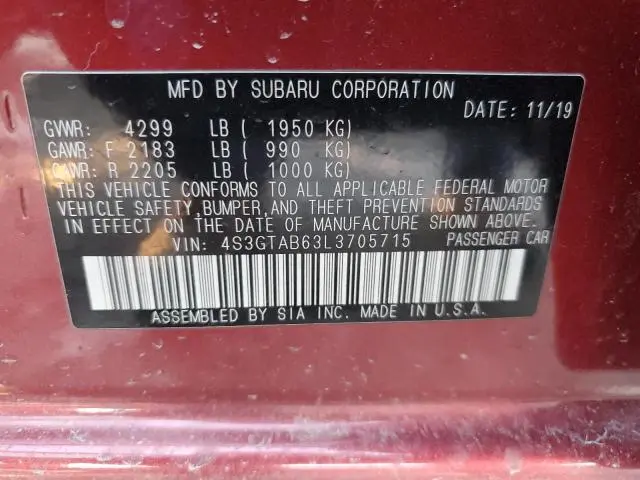 MFD BY SUBARU CORPORATION
DATE: 11/19
GVWR: 4299 LB ( 1950 KG)
GAWR: F 2183 LB ( 990 KG)
GAWR: R 2205 LB ( 1000 KG)
THIS VEHICLE CONFORMS TO ALL APPLICABLE FEDERAL MOTOR
VEHICLE SAFETY,BUMPER,AND THEFT PREVENTION STANDARDS
IN EFFECT ON THE DATE OF MANUFACTURE SHOWN ABOVE.
VIN: 4S3GTAB63L3705715 PASSENGER CAR
ASSEMBLED BY SIA INC. MADE IN U.S.A.